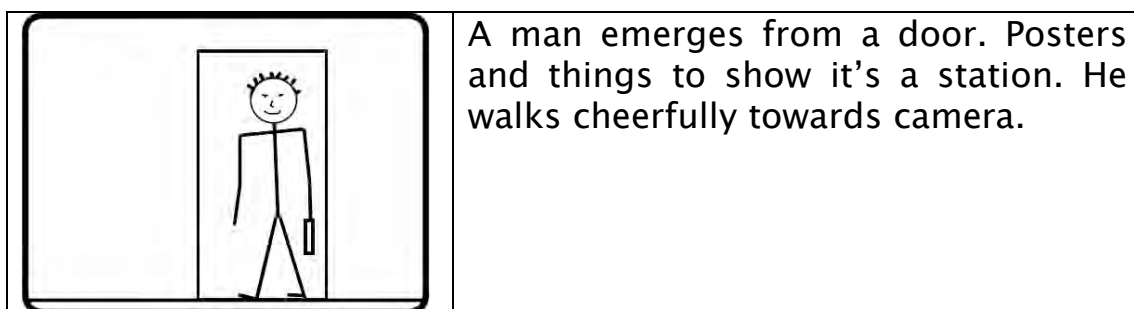 A man emerges from a door. Posters
and things to show it’s a station. He
walks cheerfully towards camera.